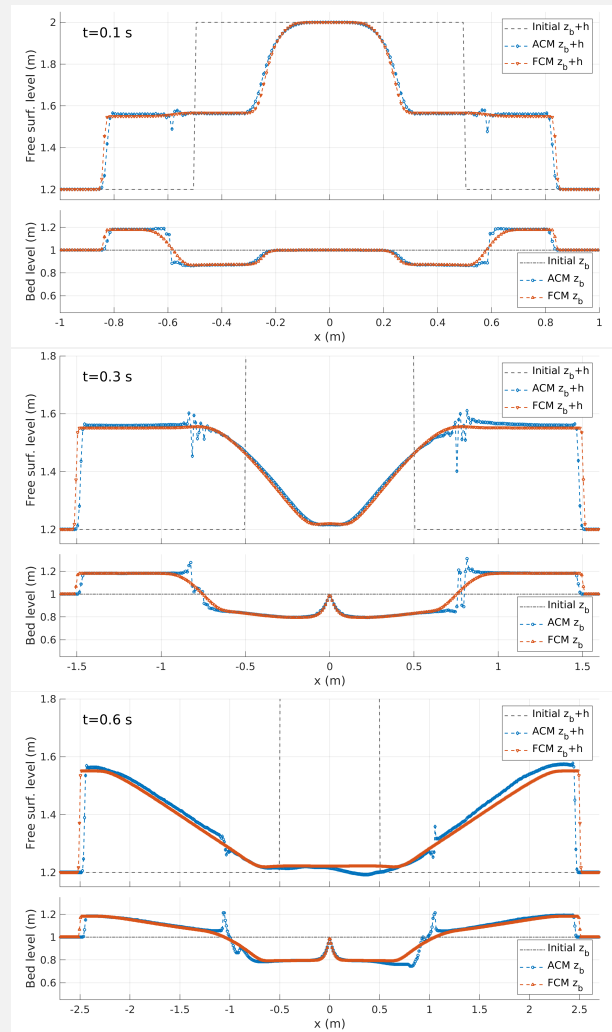 t=0.1 s
Initial z_b+h
ACM z_b+h
FCM z_b+h
Free surf. level (m)
2
1.8
1.6
1.4
1.2
Initial z_b
ACM z_b
FCM z_b
Bed level (m)
1.2
1
0.8
0.6
-1 -0.8 -0.6 -0.4 -0.2 0 0.2 0.4 0.6 0.8 1
x (m)
t=0.3 s
Initial z_b+h
ACM z_b+h
FCM z_b+h
Free surf. level (m)
1.8
1.6
1.4
1.2
Initial z_b
ACM z_b
FCM z_b
Bed level (m)
1.2
1
0.8
0.6
-1.5 -1 -0.5 0 0.5 1 1.5
x (m)
t=0.6 s
Initial z_b+h
ACM z_b+h
FCM z_b+h
Free surf. level (m)
1.8
1.6
1.4
1.2
Initial z_b
ACM z_b
FCM z_b
Bed level (m)
1.2
1
0.8
0.6
-2.5 -2 -1.5 -1 -0.5 0 0.5 1 1.5 2 2.5
x (m)